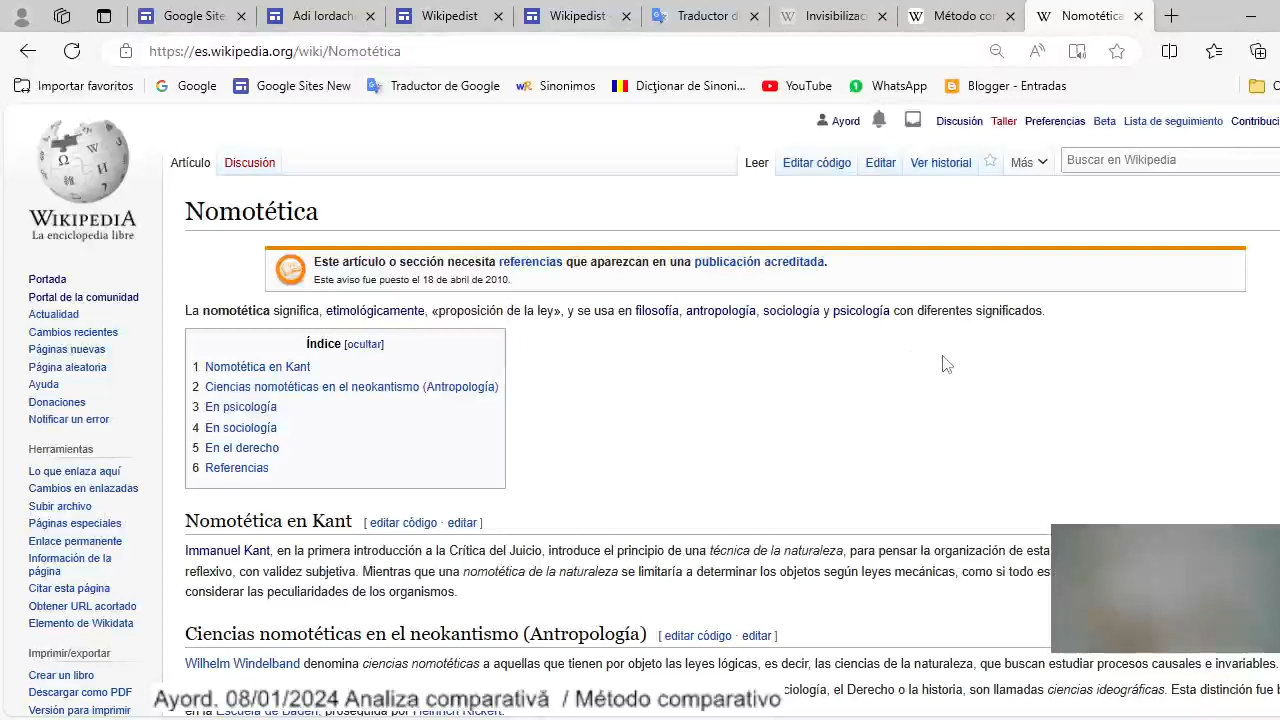 Google Site
Adi Iordach
Wikipedist
Wikipedist
Traductor d
Invisibilizac
Método cor
Nomotética
https://es.wikipedia.org/wiki/Nomotética
Importar favoritos
Google
Google Sites New
Traductor de Google
Sinonimos
Dicţionar de Sinoni...
YouTube
WhatsApp
Blogger - Entradas
Ayord
Discusión
Taller
Preferencias
Beta
Lista de seguimiento
Contribuci
Artículo
Discusión
Leer
Editar código
Editar
Ver historial
Más
Buscar en Wikipedia
WIKIPEDIA
La enciclopedia libre
Portada
Portal de la comunidad
Actualidad
Cambios recientes
Páginas nuevas
Página aleatoria
Ayuda
Donaciones
Notificar un error
Herramientas
Lo que enlaza aquí
Cambios en enlazadas
Subir archivo
Páginas especiales
Enlace permanente
Información de la
página
Citar esta página
Obtener URL acortado
Elemento de Wikidata
Imprimir/exportar
Crear un libro
Descargar como PDF
Versión para imprimir
Nomotética
Este artículo o sección necesita referencias que aparezcan en una publicación acreditada.
Este aviso fue puesto el 18 de abril de 2010.
La nomotética significa, etimológicamente, «proposición de la ley», y se usa en filosofía, antropología, sociología y psicología con diferentes significados.
Índice [ocultar]
1 Nomotética en Kant
2 Ciencias nomotéticas en el neokantismo (Antropología)
3 En psicología
4 En sociología
5 En el derecho
6 Referencias
Nomotética en Kant [ editar código · editar ]
Immanuel Kant, en la primera introducción a la Crítica del Juicio, introduce el principio de una técnica de la naturaleza, para pensar la organización de esta
reflexivo, con validez subjetiva. Mientras que una nomotética de la naturaleza se limitaría a determinar los objetos según leyes mecánicas, como si todo es
considerar las peculiaridades de los organismos.
Ciencias nomotéticas en el neokantismo (Antropología) [ editar código · editar ]
Wilhelm Windelband denomina ciencias nomotéticas a aquellas que tienen por objeto las leyes lógicas, es decir, las ciencias de la naturaleza, que buscan estudiar procesos causales e invariables.
ciología, el Derecho o la historia, son llamadas ciencias ideográficas. Esta distinción fue
en la Escuela de Baden, proseguida por Heinrich Rickert.
Ayord. 08/01/2024 Analiza comparativă / Método comparativo